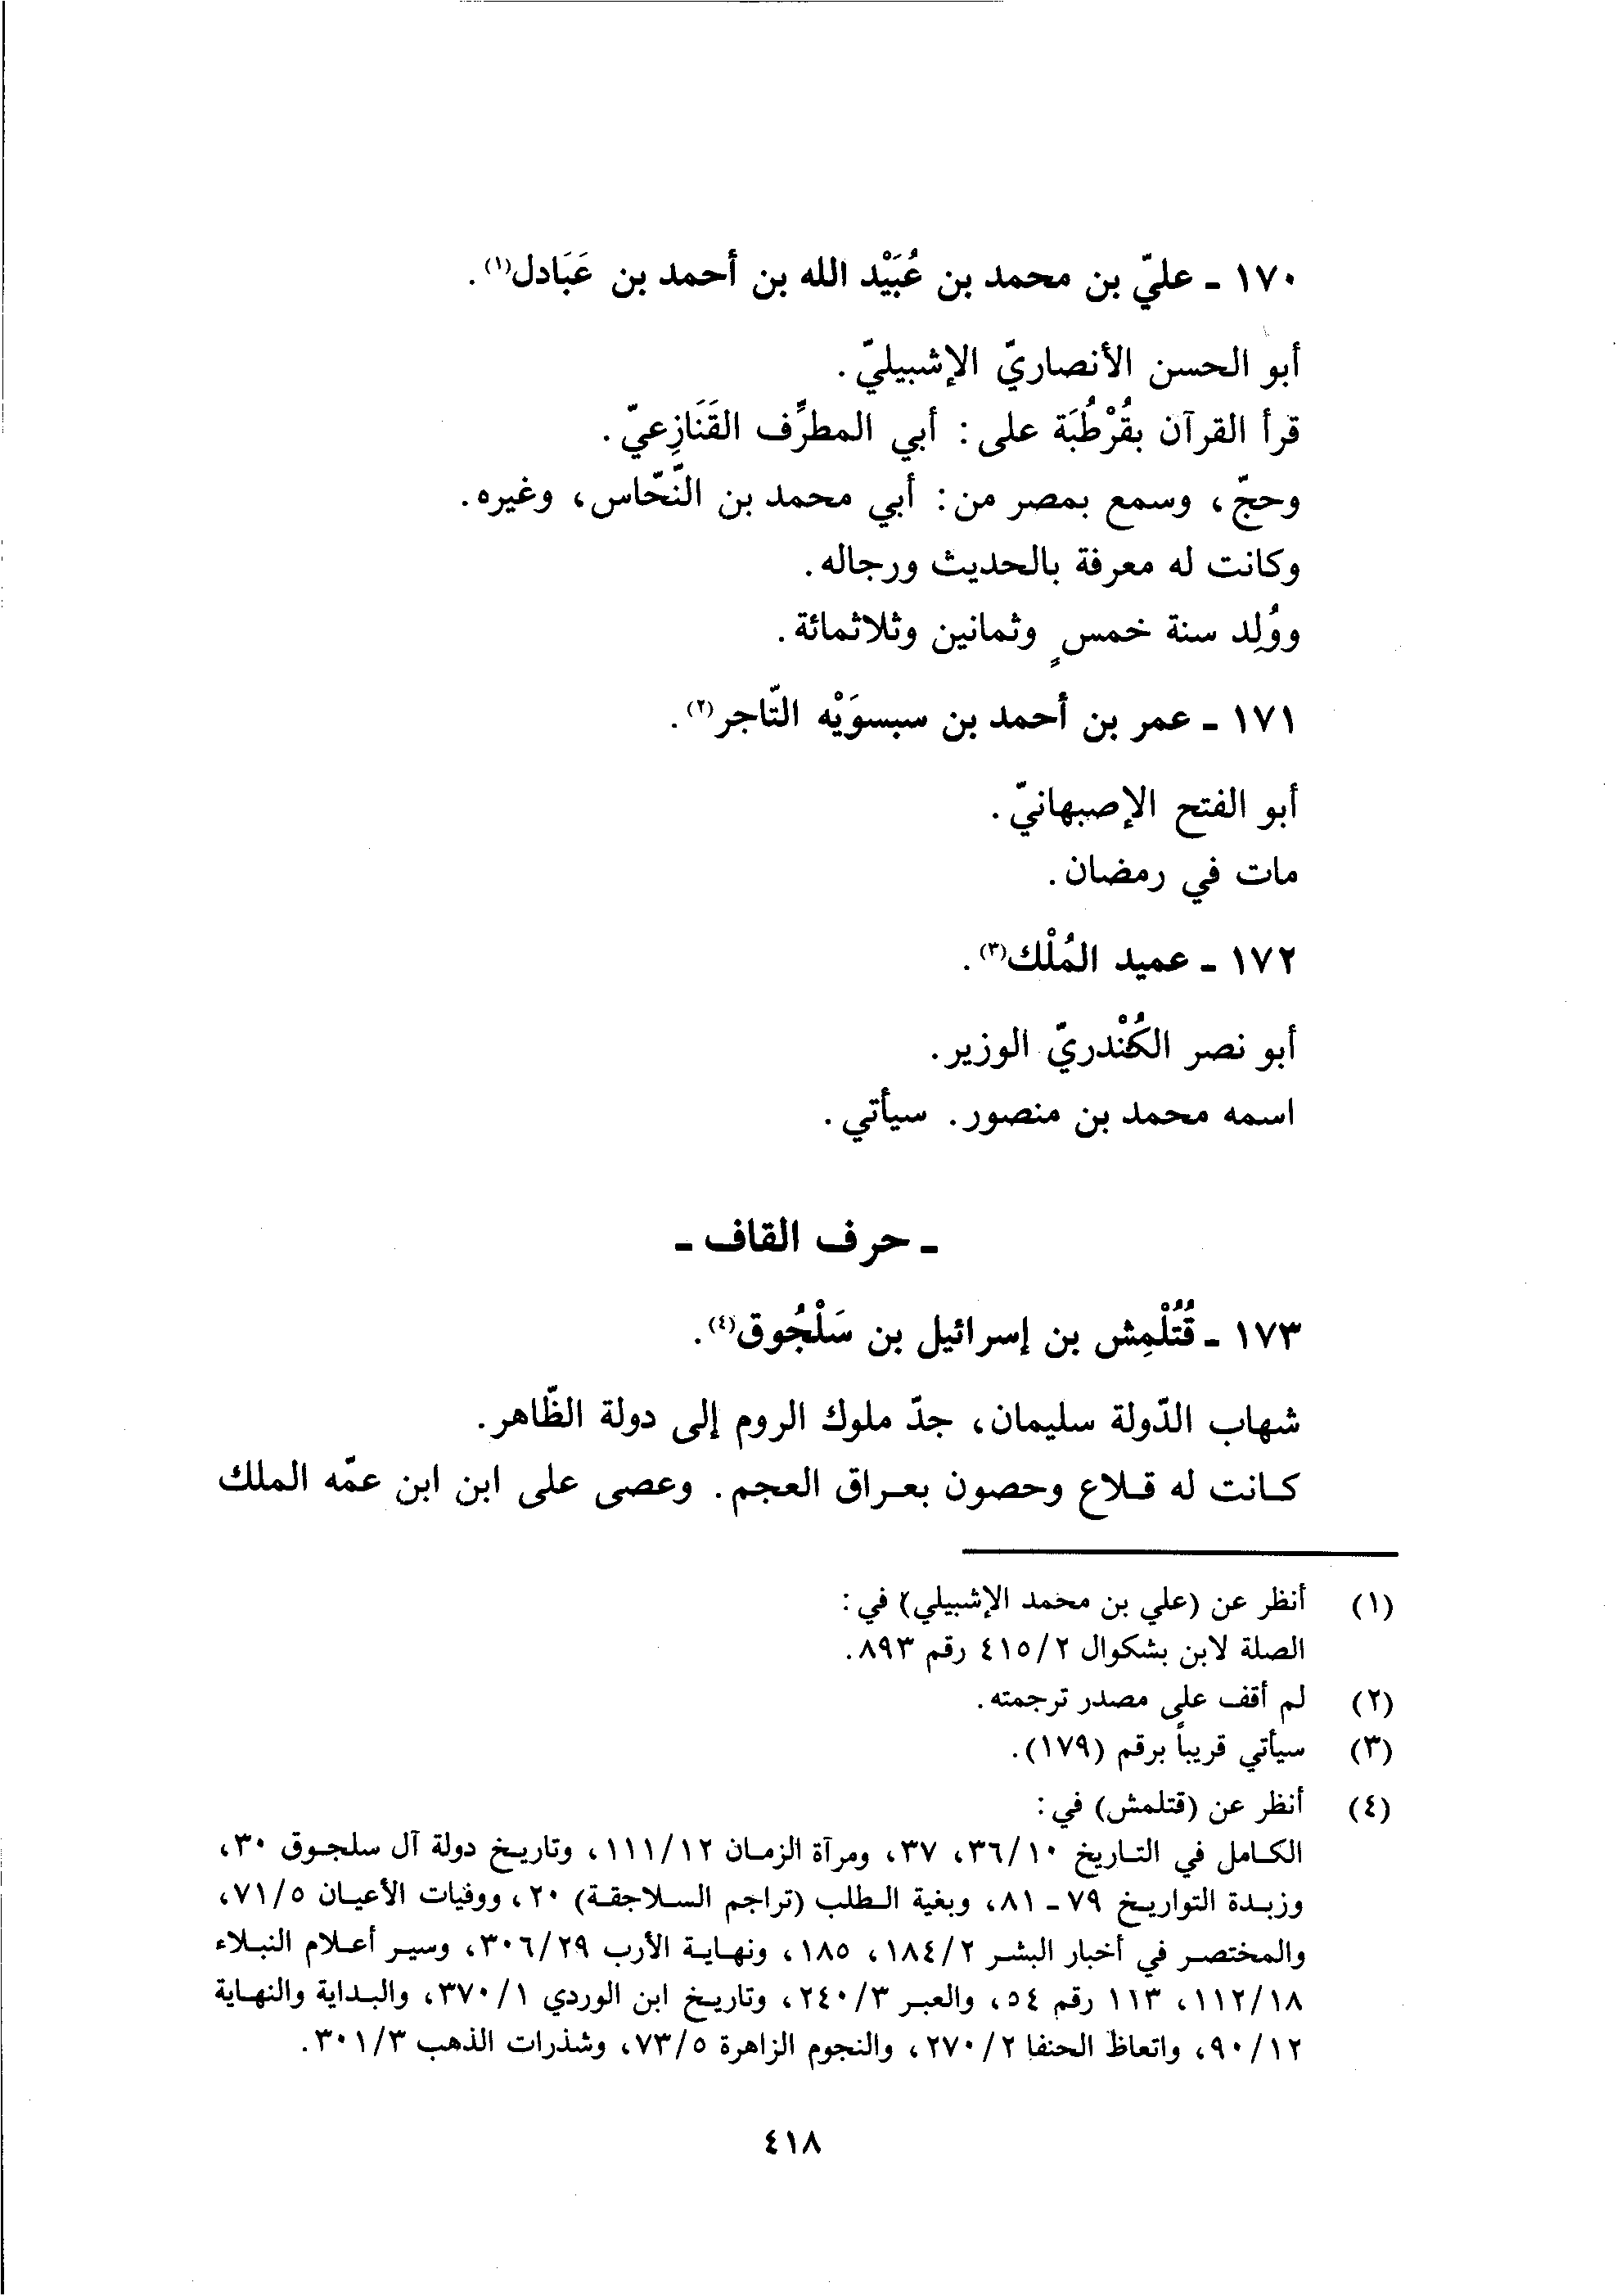 ١٧٠ - عليّ بن محمد بن عُبَيْد الله بن أحمد بن عَبَادل(١).
أبو الحسن الأنصاريّ الإشبيليّ.
قرأ القرآن بقُرْطُبَة على: أبي المطرِّف القَنَازِعيّ.
وحجّ، وسمع بمصر من: أبي محمد بن النّحّاس، وغيره.
وكانت له معرفة بالحديث ورجاله.
ووُلِد سنة خمسٍ وثمانين وثلاثمائة.
١٧١ - عمر بن أحمد بن سبسوَيْه التّاجر(٢).
أبو الفتح الإصبهانيّ.
مات في رمضان.
١٧٢ - عميد المُلْك(٣).
أبو نصر الكُنْدريّ الوزير.
اسمه محمد بن منصور. سيأتي.
- حرف القاف -
١٧٣ - قُتُلْمِش بن إسرائيل بن سَلْجُوق(٤).
شهاب الدّولة سليمان، جدّ ملوك الروم إلى دولة الظّاهر.
كانت له قلاع وحصون بعراق العجم. وعصى على ابن ابن عمّه الملك
(١) أنظر عن (علي بن محمد الإشبيلي) في:
الصلة لابن بشكوال ٤١٥/٢ رقم ٨٩٣.
(٢) لم أقف على مصدر ترجمته.
(٣) سيأتي قريباً برقم (١٧٩).
(٤) أنظر عن (قتلمش) في:
الكامل في التاريخ ٣٦/١٠، ٣٧، ومرآة الزمان ١١١/١٢، وتاريخ دولة آل سلجوق ٣٠،
وزبدة التواريخ ٧٩ - ٨١، وبغية الطلب (تراجم السلاجقة) ٢٠، ووفيات الأعيان ٧١/٥،
والمختصر في أخبار البشر ١٨٤/٢، ١٨٥، ونهاية الأرب ٣٠٦/٢٩، وسير أعلام النبلاء
١١٢/١٨، ١١٣ رقم ٥٤، والعبر ٢٤٠/٣، وتاريخ ابن الوردي ٣٧٠/١، والبداية والنهاية
٩٠/١٢، واتعاظ الحنفا ٢٧٠/٢، والنجوم الزاهرة ٧٣/٥، وشذرات الذهب ٣٠١/٣.
٤١٨